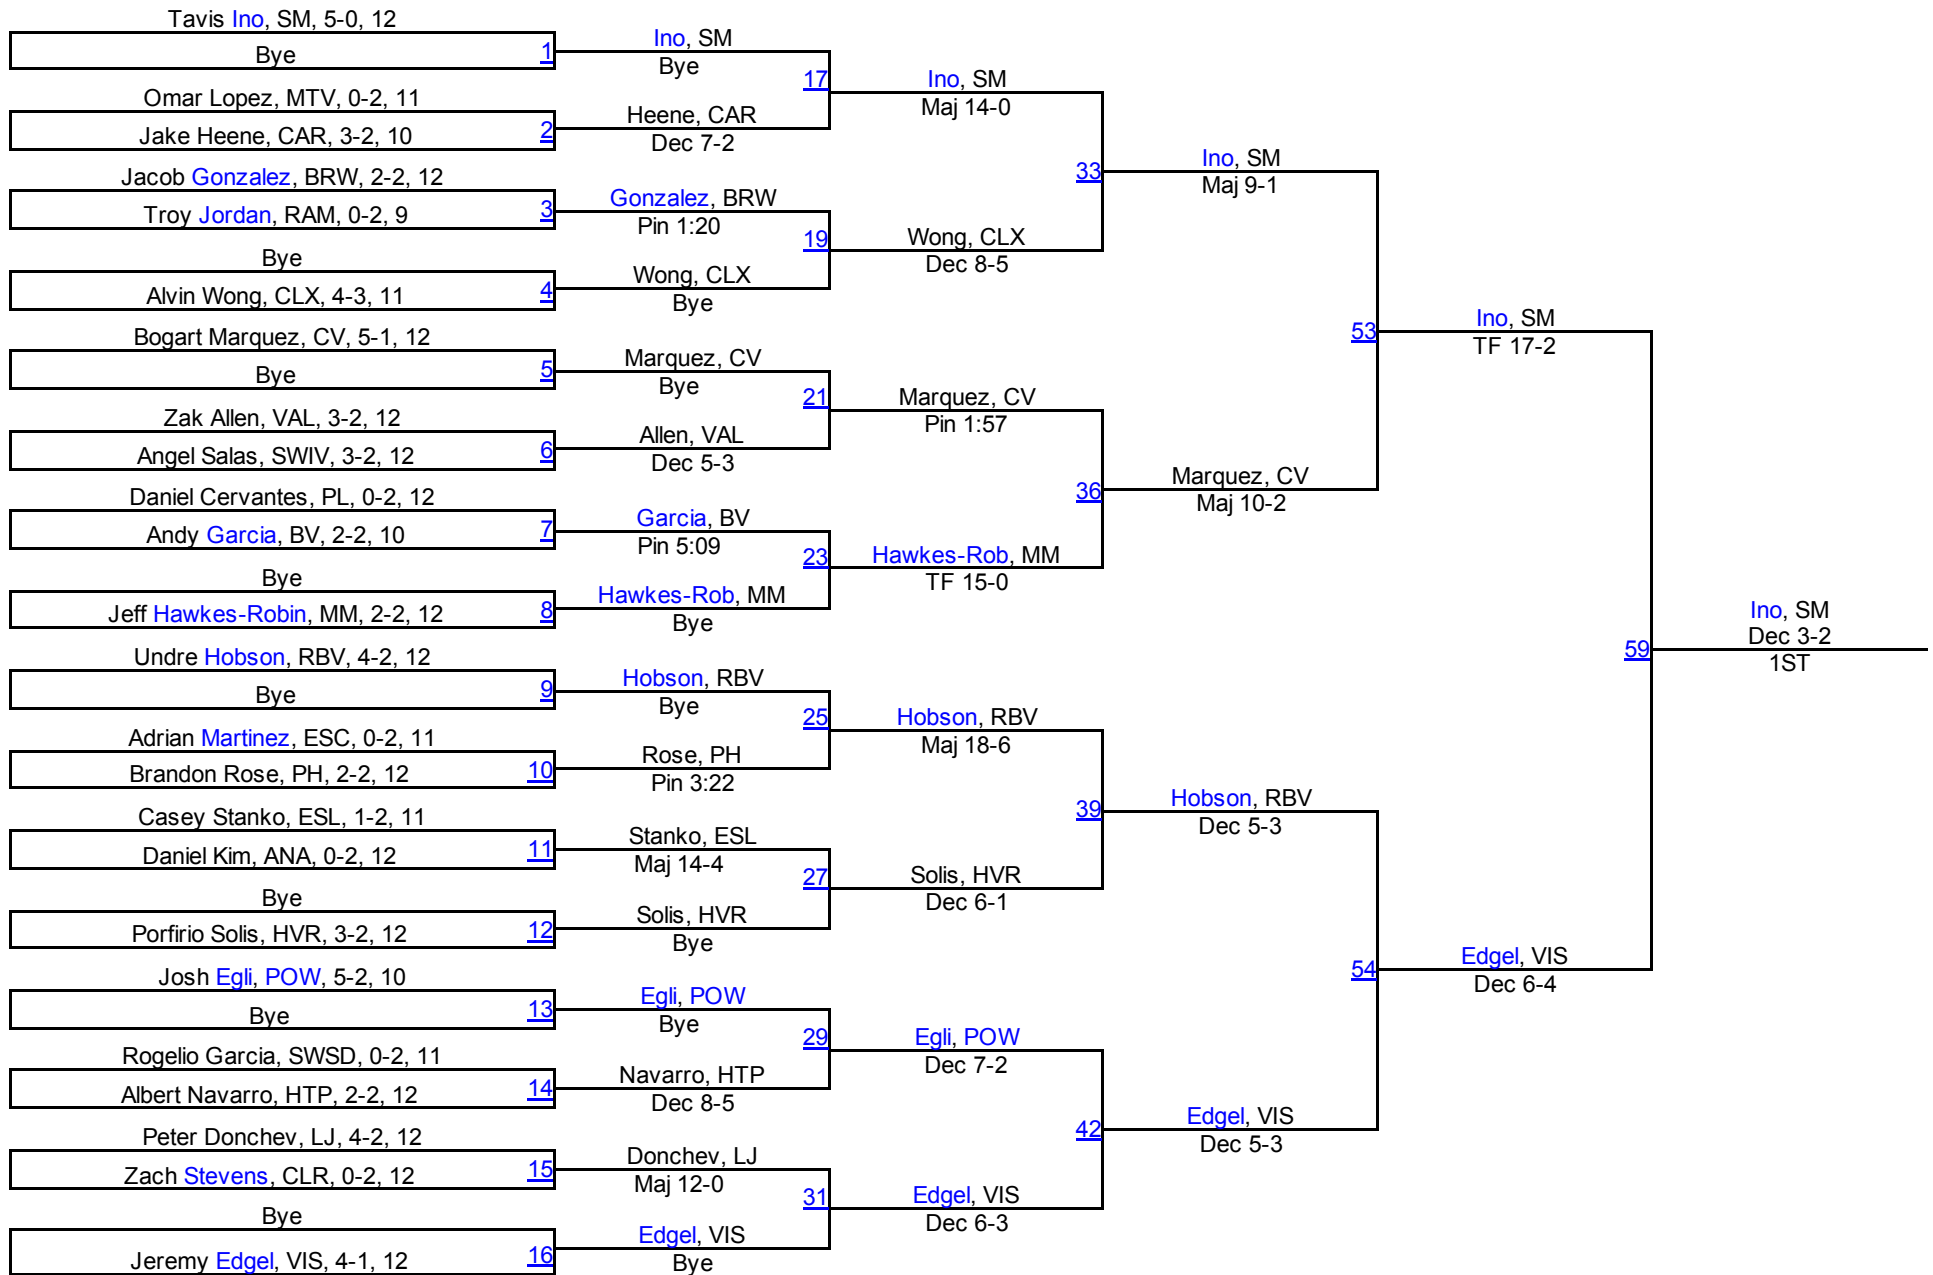 Tavis Ino, SM, 5-0, 12
Bye
1
Omar Lopez, MTV, 0-2, 11
Jake Heene, CAR, 3-2, 10
2
Jacob Gonzalez, BRW, 2-2, 12
Troy Jordan, RAM, 0-2, 9
3
Bye
Alvin Wong, CLX, 4-3, 11
4
Bogart Marquez, CV, 5-1, 12
Bye
5
Zak Allen, VAL, 3-2, 12
Angel Salas, SWIV, 3-2, 12
6
Daniel Cervantes, PL, 0-2, 12
Andy Garcia, BV, 2-2, 10
7
Bye
Jeff Hawkes-Robin, MM, 2-2, 12
8
Undre Hobson, RBV, 4-2, 12
Bye
9
Adrian Martinez, ESC, 0-2, 11
Brandon Rose, PH, 2-2, 12
10
Casey Stanko, ESL, 1-2, 11
Daniel Kim, ANA, 0-2, 12
11
Bye
Porfirio Solis, HVR, 3-2, 12
12
Josh Egli, POW, 5-2, 10
Bye
13
Rogelio Garcia, SWSD, 0-2, 11
Albert Navarro, HTP, 2-2, 12
14
Peter Donchev, LJ, 4-2, 12
Zach Stevens, CLR, 0-2, 12
15
Bye
Jeremy Edgel, VIS, 4-1, 12
16
Ino, SM
Bye
17
Heene, CAR
Dec 7-2
Gonzalez, BRW
Pin 1:20
19
Wong, CLX
Bye
Marquez, CV
Bye
21
Allen, VAL
Dec 5-3
Garcia, BV
Pin 5:09
23
Hawkes-Rob, MM
Bye
Hobson, RBV
Bye
25
Rose, PH
Pin 3:22
Stanko, ESL
Maj 14-4
27
Solis, HVR
Bye
Egli, POW
Bye
29
Navarro, HTP
Dec 8-5
Donchev, LJ
Maj 12-0
31
Edgel, VIS
Bye
Ino, SM
Maj 14-0
33
Wong, CLX
Dec 8-5
Marquez, CV
Pin 1:57
36
Hawkes-Rob, MM
TF 15-0
Hobson, RBV
Maj 18-6
39
Solis, HVR
Dec 6-1
Egli, POW
Dec 7-2
42
Edgel, VIS
Dec 6-3
Ino, SM
Maj 9-1
53
Marquez, CV
Maj 10-2
Hobson, RBV
Dec 5-3
54
Edgel, VIS
Dec 5-3
Ino, SM
TF 17-2
59
Edgel, VIS
Dec 6-4
Ino, SM
Dec 3-2
1ST